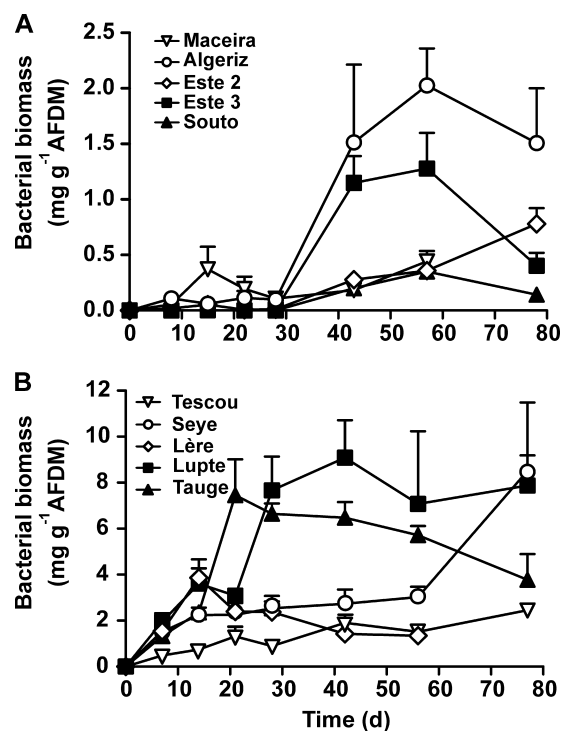 A
Bacterial biomass
(mg g-1 AFDM)
2.5
2.0
1.5
1.0
0.5
0.0
Maceira
Algeriz
Este 2
Este 3
Souto
0 10 20 30 40 50 60 70 80
B
Bacterial biomass
(mg g-1 AFDM)
12
10
8
6
4
2
0
Tescou
Seye
Lère
Lupte
Tauge
0 10 20 30 40 50 60 70 80
Time (d)